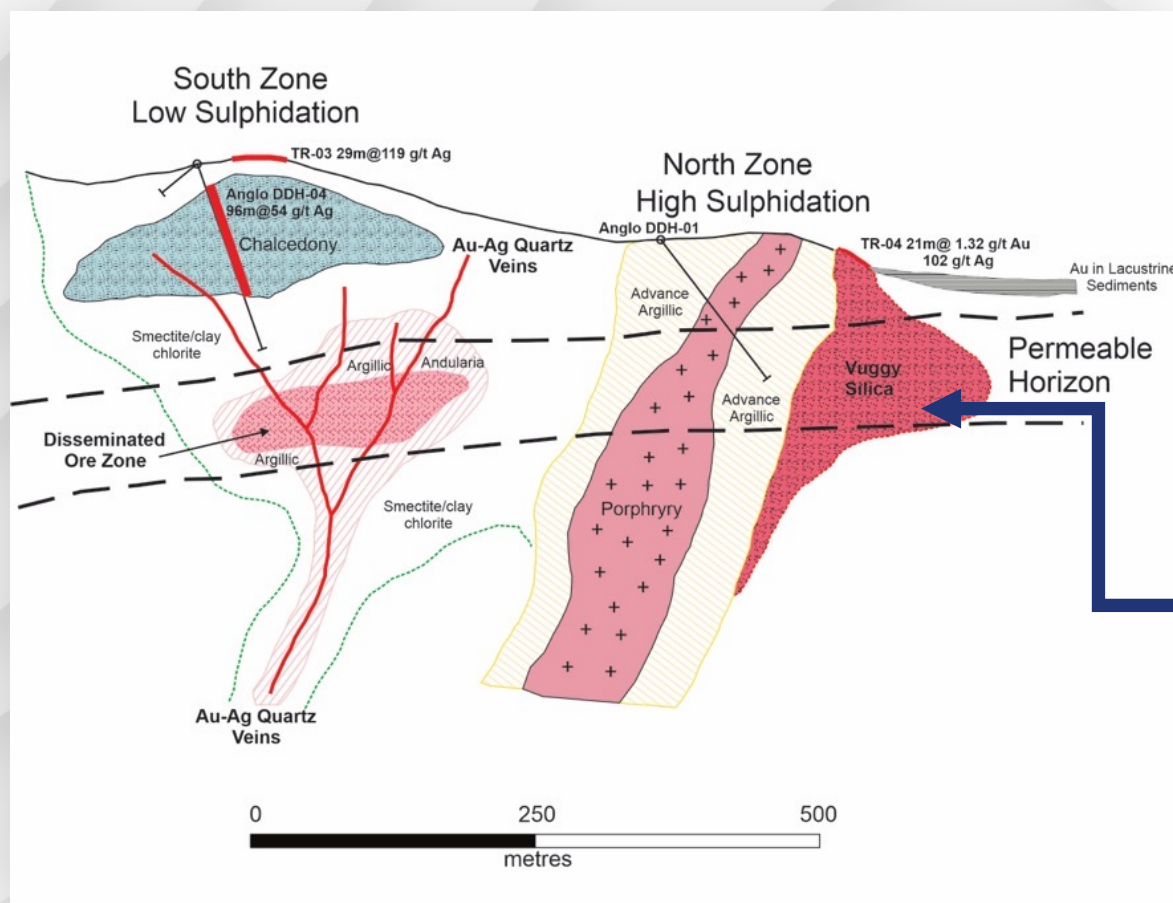 South Zone
Low Sulphidation
TR-03 29m@119 g/t Ag
Anglo DDH-04
96m@54 g/t Ag
Chalcedony
Au-Ag Quartz
Veins
North Zone
High Sulphidation
Anglo DDH-01
TR-04 21m@ 1.32 g/t Au
102 g/t Ag
Au in Lacustrine
Sediments
Advance
Argillic
Smectite/clay
chlorite
Argillic
Andularia
Permeable
Horizon
Vuggy
Silica
Advance
Argillic
Disseminated
Ore Zone
Argillic
Smectite/clay
chlorite
Porphryry
Au-Ag Quartz
Veins
0 250 500
metres